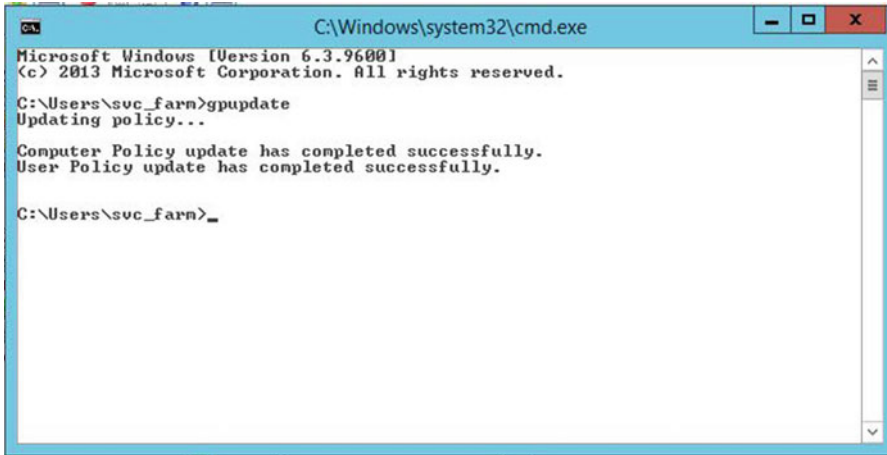 C:\Windows\system32\cmd.exe
Microsoft Windows [Version 6.3.9600]
(c) 2013 Microsoft Corporation. All rights reserved.
C:\Users\svc_farm>gpupdate
Updating policy...
Computer Policy update has completed successfully.
User Policy update has completed successfully.
C:\Users\svc_farm>_